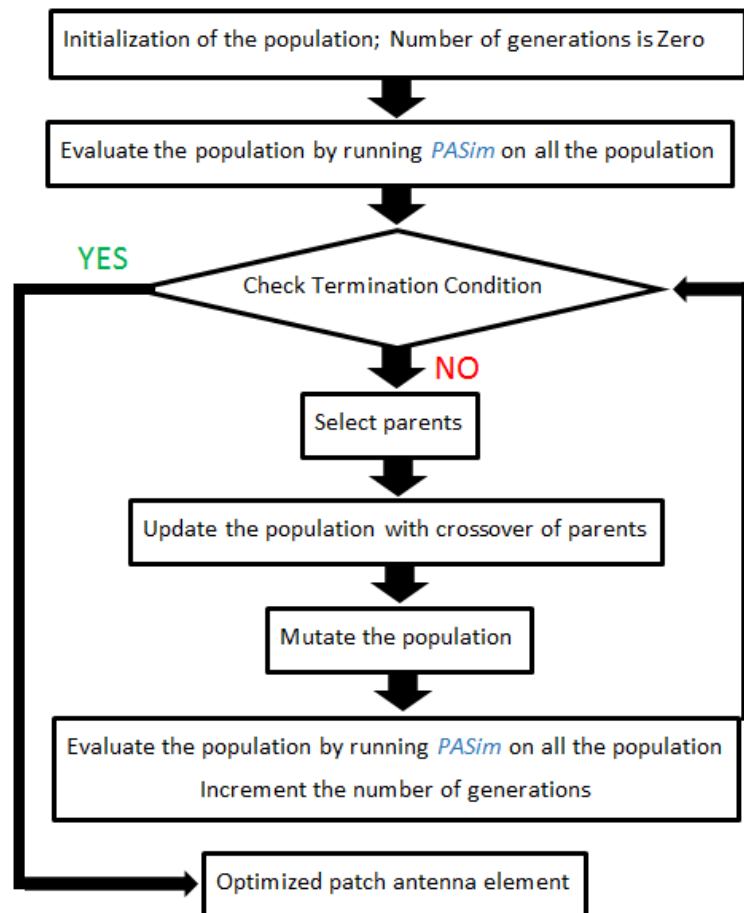 Initialization of the population; Number of generations is Zero
Evaluate the population by running PASim on all the population
YES
Check Termination Condition
NO
Select parents
Update the population with crossover of parents
Mutate the population
Evaluate the population by running PASim on all the population
Increment the number of generations
Optimized patch antenna element